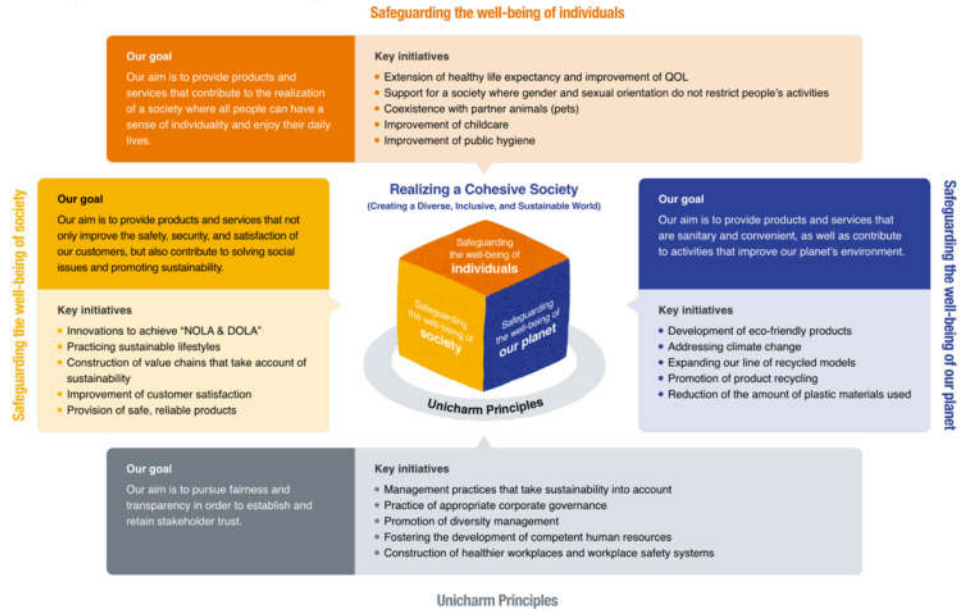 Safeguarding the well-being of individuals
Our goal
Our aim is to provide products and
services that contribute to the realization
of a society where all people can have a
sense of individuality and enjoy their daily
lives.
Key initiatives
• Extension of healthy life expectancy and improvement of QOL
• Support for a society where gender and sexual orientation do not restrict people's activities
• Coexistence with partner animals (pets)
• Improvement of childcare
• Improvement of public hygiene
Safeguarding the well-being of society
Our goal
Our aim is to provide products and services that not
only improve the safety, security, and satisfaction of
our customers, but also contribute to solving social
issues and promoting sustainability.
Key initiatives
• Innovations to achieve "NOLA & DOLA"
• Practicing sustainable lifestyles
• Construction of value chains that take account of
sustainability
• Improvement of customer satisfaction
• Provision of safe, reliable products
Realizing a Cohesive Society
(Creating a Diverse, Inclusive, and Sustainable World)
Safeguarding
the well-being of
individuals
Safeguarding
the well-being of
society
Safeguarding
the well-being of
our planet
Unicharm Principles
Our goal
Our aim is to provide products and services that
are sanitary and convenient, as well as contribute
to activities that improve our planet's environment.
Key initiatives
• Development of eco-friendly products
• Addressing climate change
• Expanding our line of recycled models
• Promotion of product recycling
• Reduction of the amount of plastic materials used
Safeguarding the well-being of our planet
Our goal
Our aim is to pursue fairness and
transparency in order to establish and
retain stakeholder trust.
Key initiatives
• Management practices that take sustainability into account
• Practice of appropriate corporate governance
• Promotion of diversity management
• Fostering the development of competent human resources
• Construction of healthier workplaces and workplace safety systems
Unicharm Principles